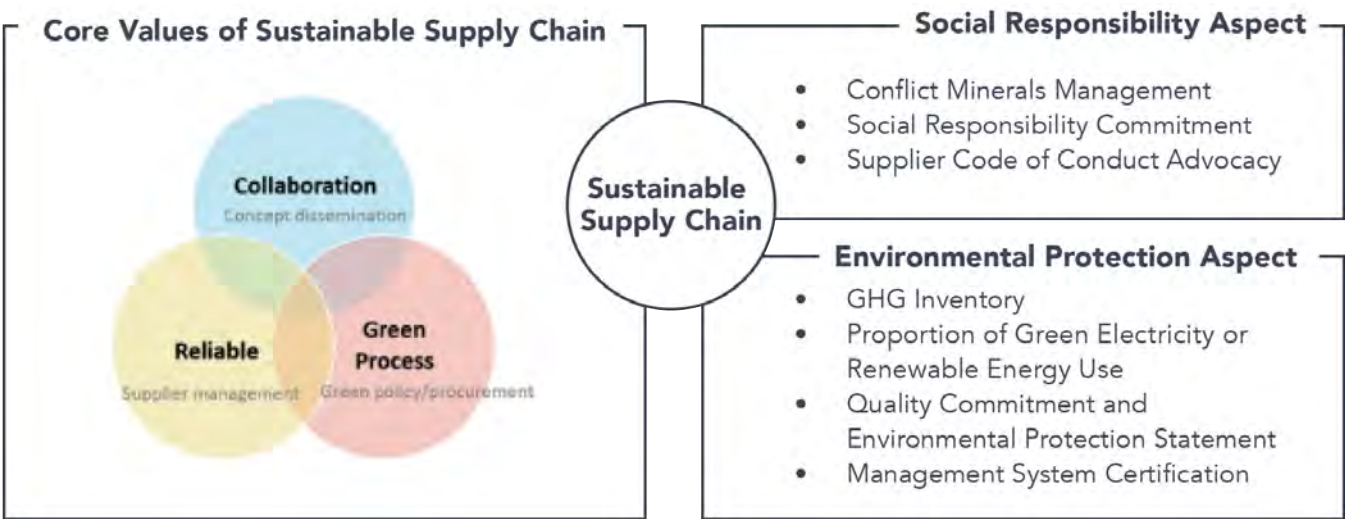 Core Values of Sustainable Supply Chain
Collaboration
Concept dissemination
Reliable
Supplier management
Green
Process
Green policy/procurement
Sustainable
Supply Chain
Social Responsibility Aspect
• Conflict Minerals Management
• Social Responsibility Commitment
• Supplier Code of Conduct Advocacy
Environmental Protection Aspect
• GHG Inventory
• Proportion of Green Electricity or
Renewable Energy Use
• Quality Commitment and
Environmental Protection Statement
• Management System Certification